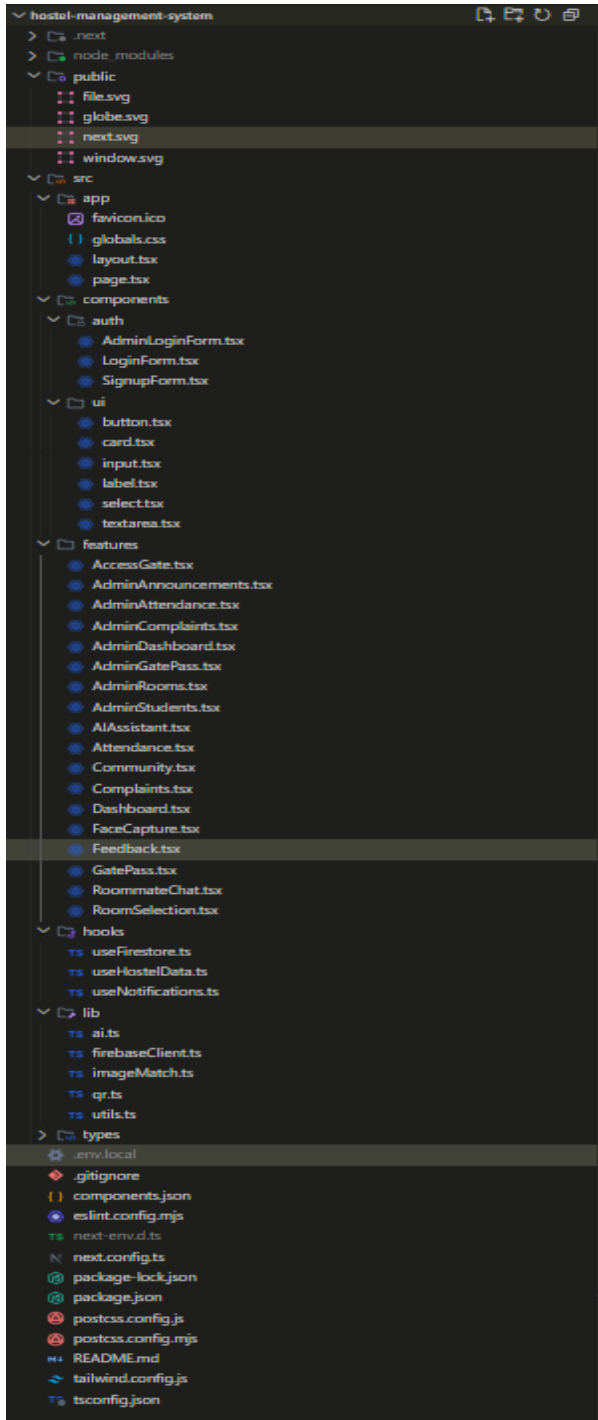 hostel-management-system
.next
node_modules
public
file.svg
globe.svg
next.svg
window.svg
src
app
favicon.ico
globals.css
layout.tsx
page.tsx
components
auth
AdminLoginForm.tsx
LoginForm.tsx
SignupForm.tsx
ui
button.tsx
card.tsx
input.tsx
label.tsx
select.tsx
textarea.tsx
features
AccessGate.tsx
AdminAnnouncements.tsx
AdminAttendance.tsx
AdminComplaints.tsx
AdminDashboard.tsx
AdminGatePass.tsx
AdminRooms.tsx
AdminStudents.tsx
AIAssistant.tsx
Attendance.tsx
Community.tsx
Complaints.tsx
Dashboard.tsx
FaceCapture.tsx
Feedback.tsx
GatePass.tsx
RoommateChat.tsx
RoomSelection.tsx
hooks
TS useFirestore.ts
TS useHostelData.ts
TS useNotifications.ts
lib
TS ai.ts
TS firebaseClient.ts
TS imageMatch.ts
TS qr.ts
TS utils.ts
types
.env.local
.gitignore
{ } components.json
eslint.config.mjs
TS next-env.d.ts
N next.config.ts
package-lock.json
package.json
postcss.config.js
postcss.config.mjs
M↓ README.md
tailwind.config.js
TS tsconfig.json